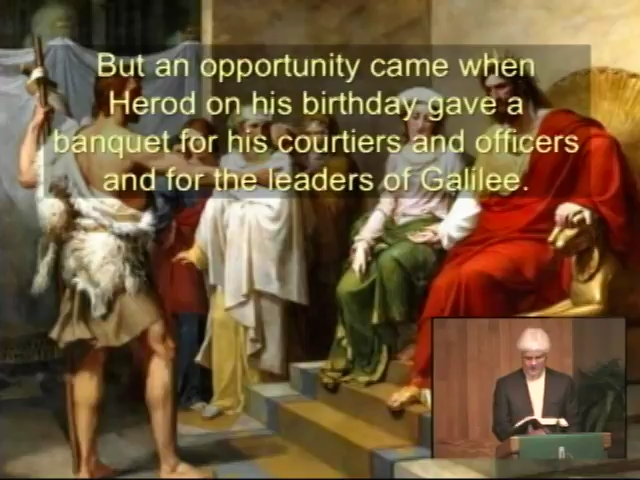 But an opportunity came when
Herod on his birthday gave a
banquet for his courtiers and officers
and for the leaders of Galilee.